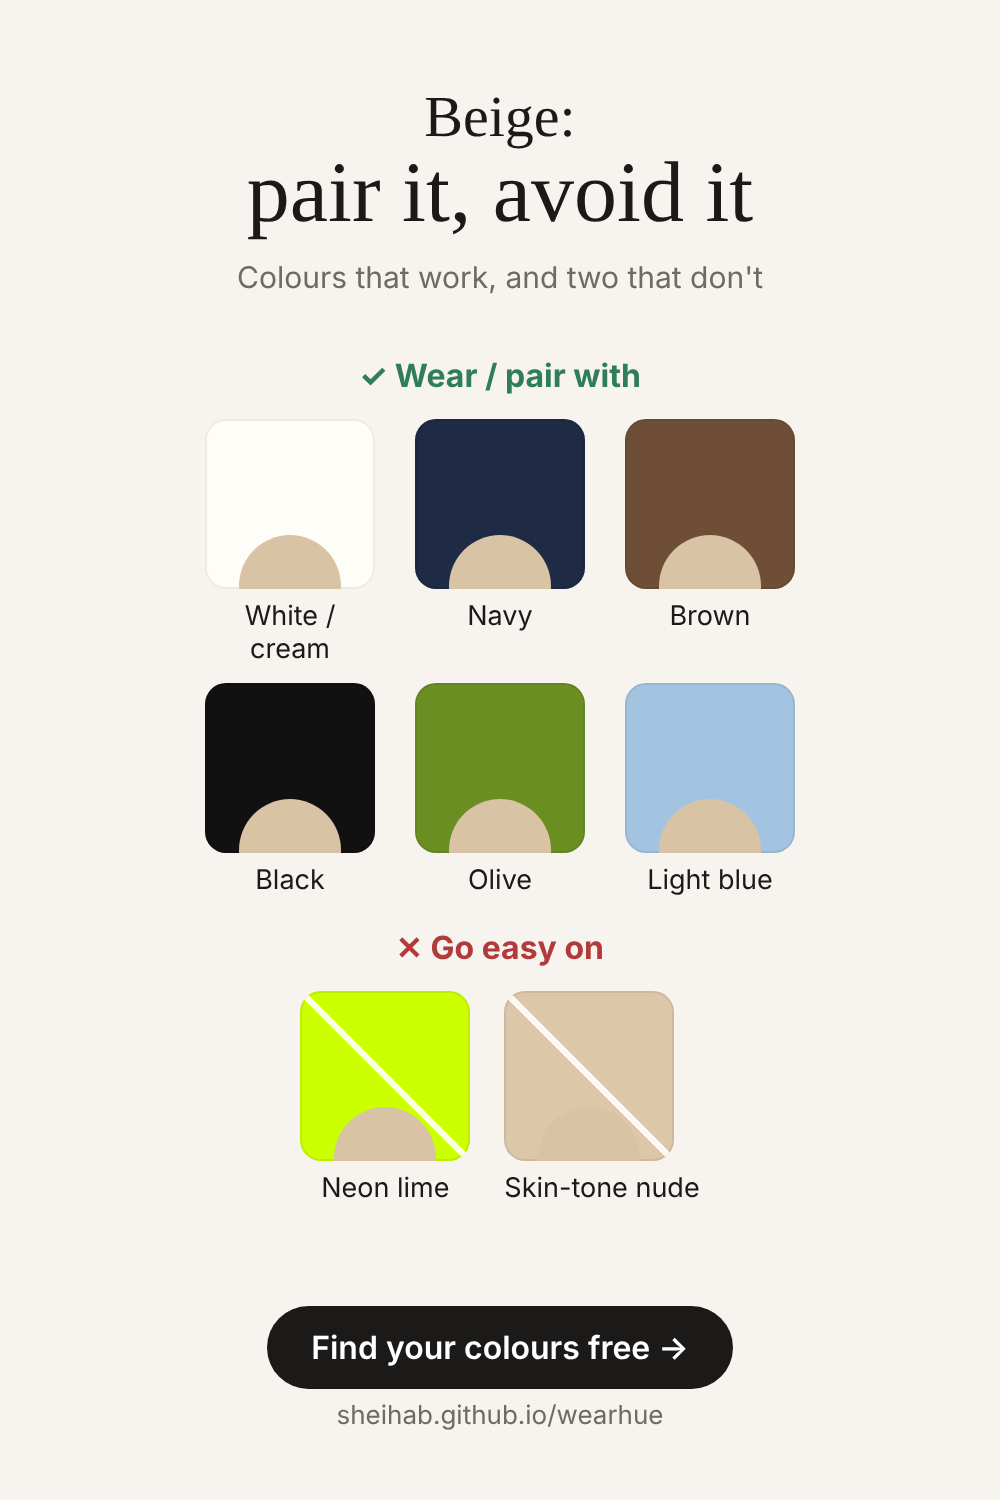 Beige:
pair it, avoid it
Colours that work, and two that don't
✓ Wear / pair with
White /
cream
Navy
Brown
Black
Olive
Light blue
✕ Go easy on
Neon lime
Skin-tone nude
Find your colours free →
sheihab.github.io/wearhue